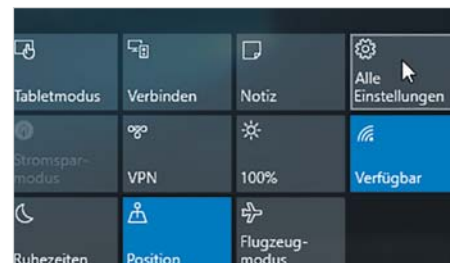 Tabletmodus
Verbinden
Notiz
Alle
Einstellungen
Stromspar-
modus
VPN
100%
Verfügbar
Ruhezeiten
Position
Flugzeug-
modus